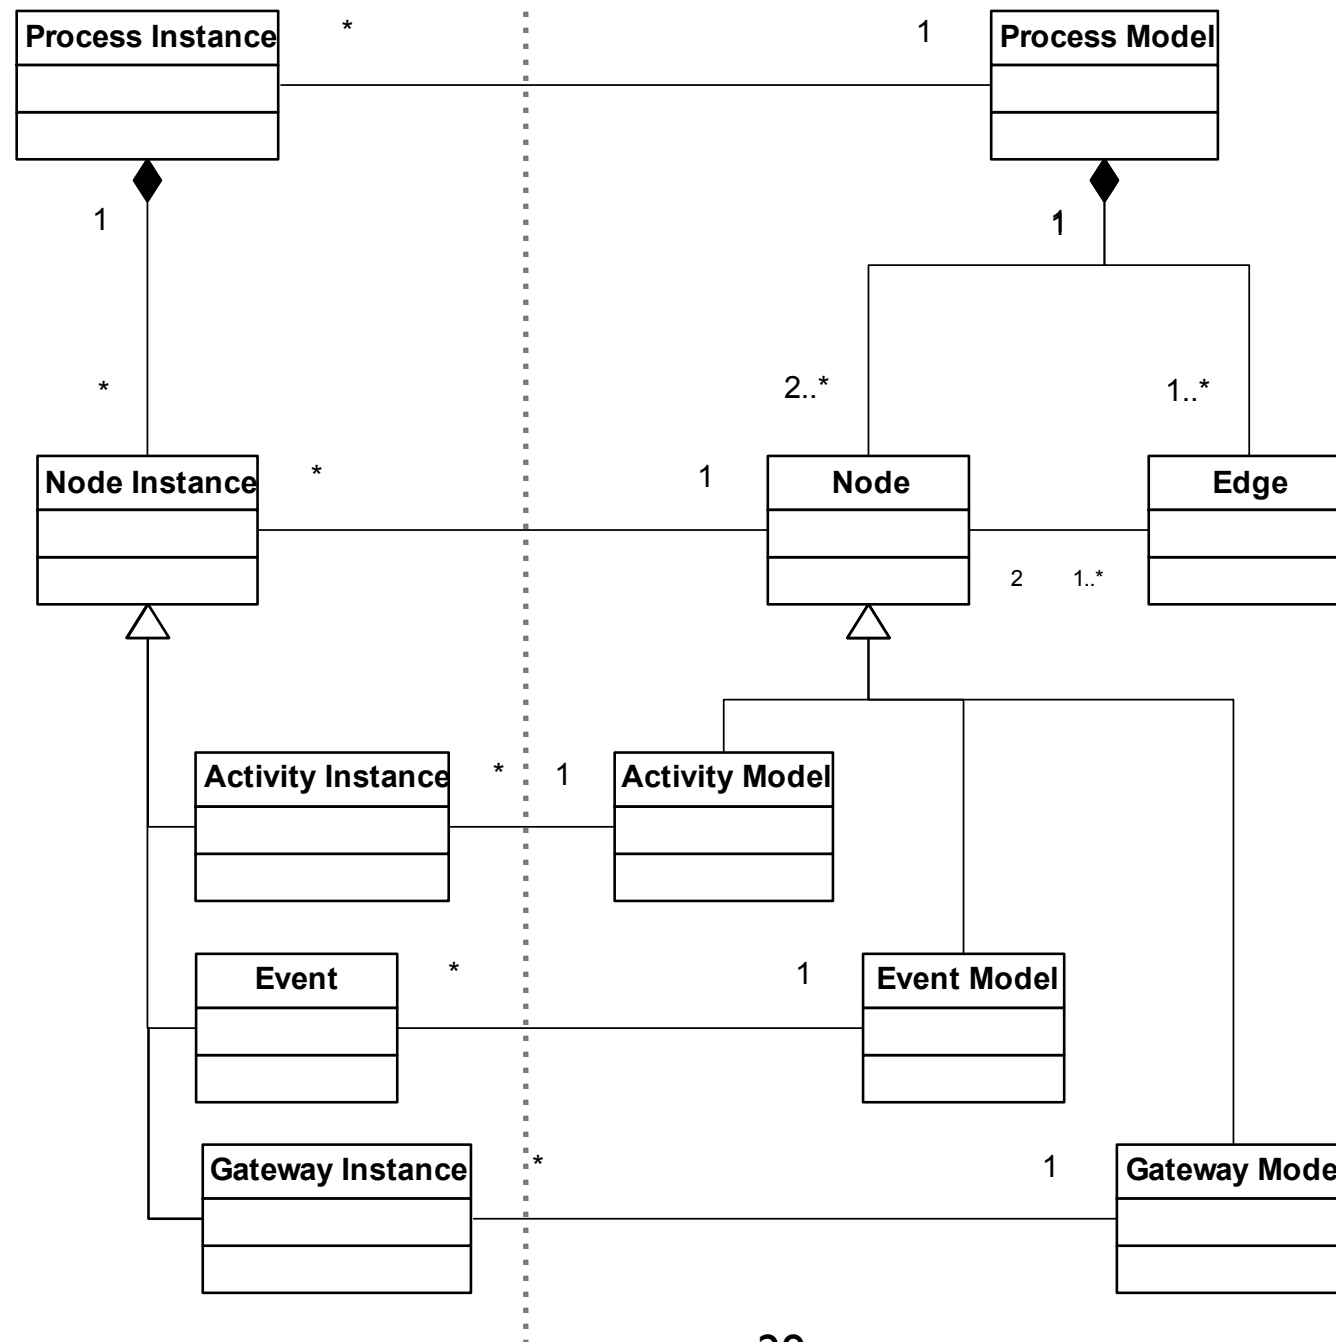 Process Instance * 1 Process Model
1 1
* 2..* 1..*
Node Instance * 1 Node Edge
2 1..*
Activity Instance * 1 Activity Model
Event * 1 Event Model
Gateway Instance * 1 Gateway Mode